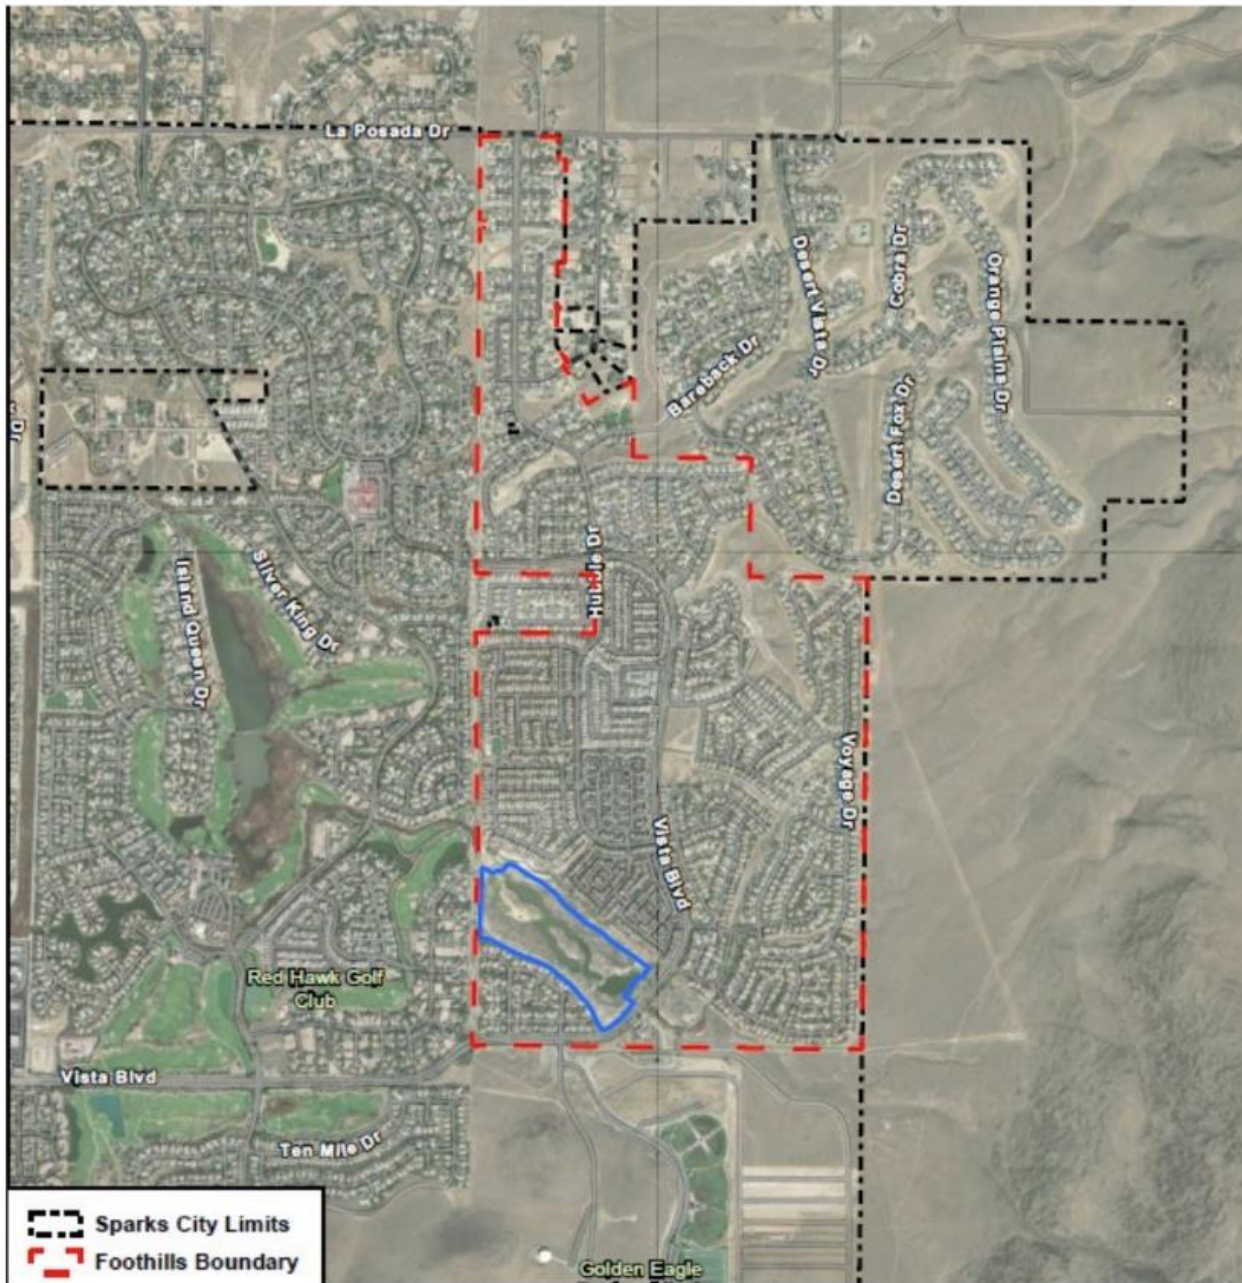 La Posada Dr
Desert Vista Dr
Cobra Dr
Orange Plains Dr
Bareback Dr
Desert Fox Dr
Dr
Island Queen Dr
Silver King Dr
Hubble Dr
Voyage Dr
Vista Blvd
Red Hawk Golf
Club
Vista Blvd
Ten Mile Dr
Sparks City Limits
Foothills Boundary
Golden Eagle